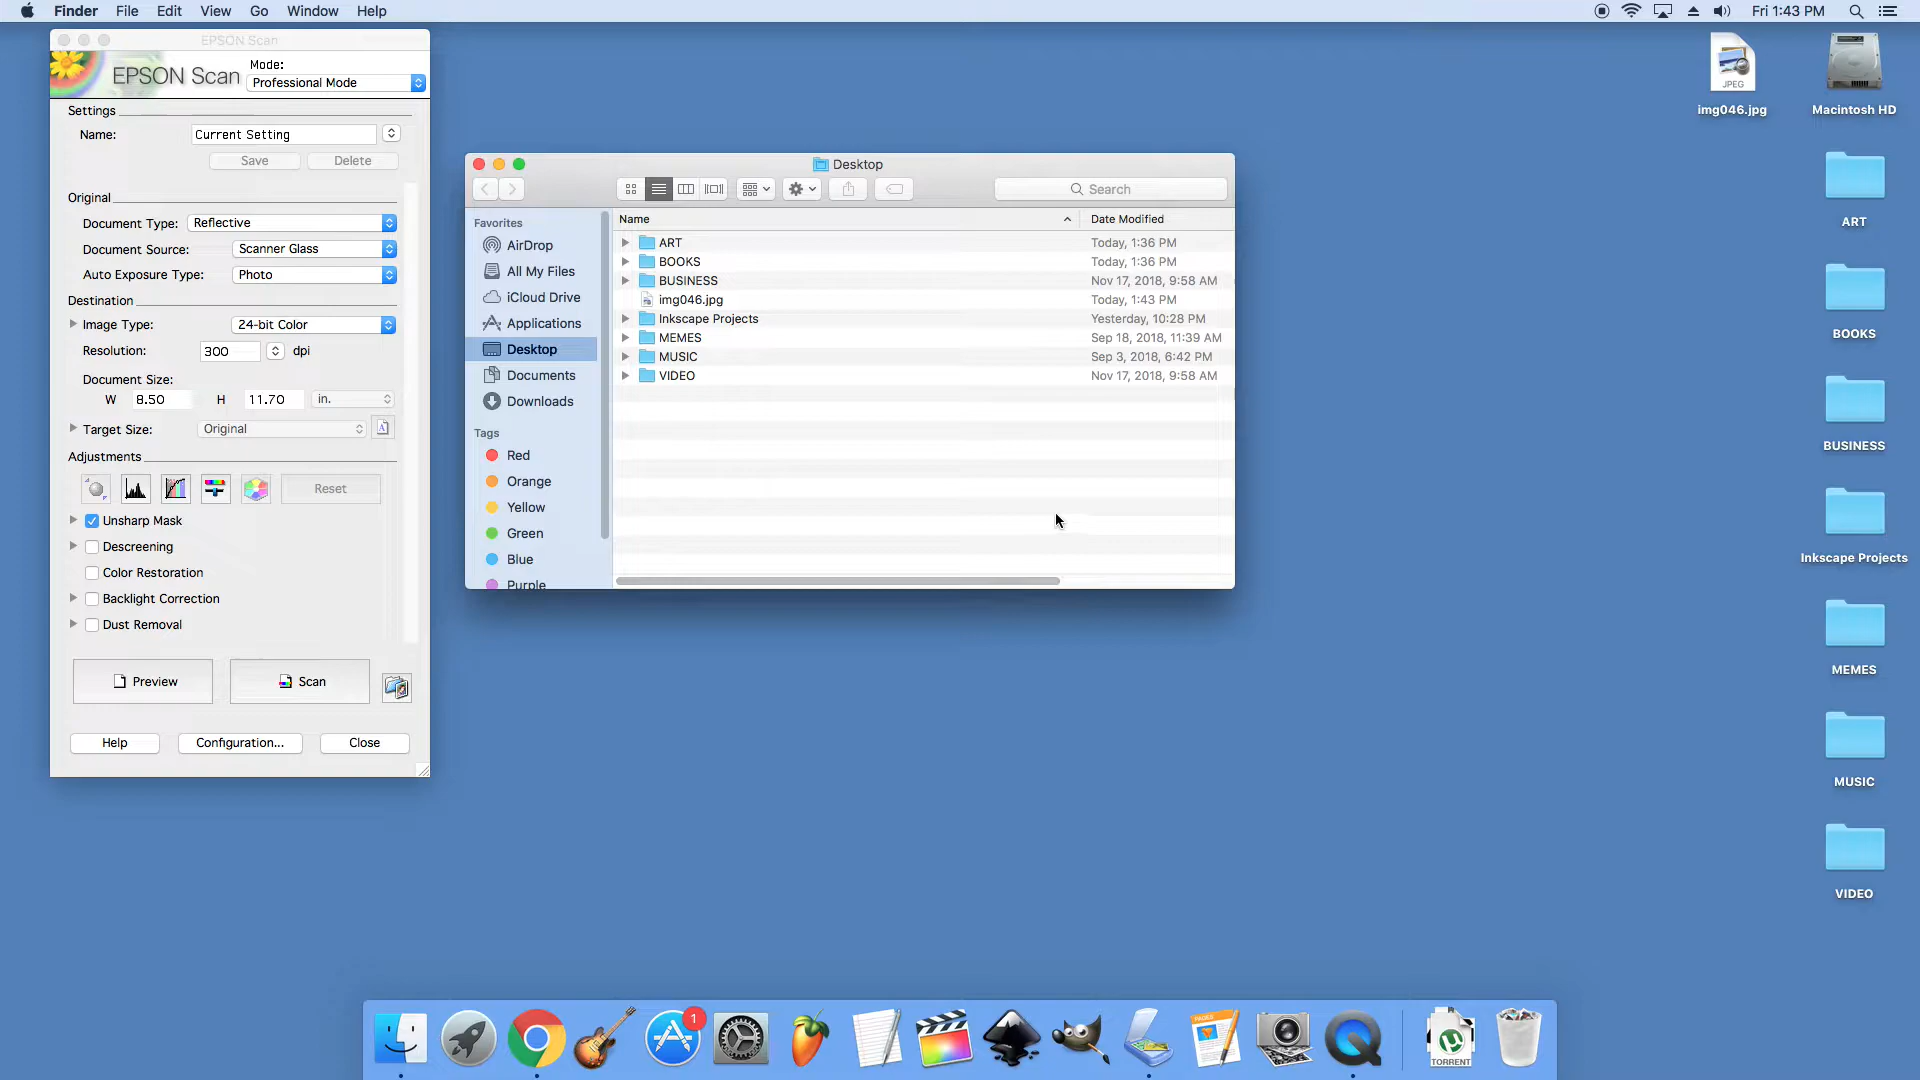 Finder File Edit View Go Window Help
Fri 1:43 PM
EPSON Scan
EPSON Scan
Mode:
Professional Mode
Settings
Name: Current Setting
Save Delete
Original
Document Type: Reflective
Document Source: Scanner Glass
Auto Exposure Type: Photo
Destination
Image Type: 24-bit Color
Resolution: 300 dpi
Document Size:
W 8.50 H 11.70 in.
Target Size: Original
Adjustments
Reset
Unsharp Mask
Descreening
Color Restoration
Backlight Correction
Dust Removal
Preview Scan
Help Configuration... Close
Desktop
Search
Favorites
AirDrop
All My Files
iCloud Drive
Applications
Desktop
Documents
Downloads
Tags
Red
Orange
Yellow
Green
Blue
Purple
Name Date Modified
ART Today, 1:36 PM
BOOKS Today, 1:36 PM
BUSINESS Nov 17, 2018, 9:58 AM
img046.jpg Today, 1:43 PM
Inkscape Projects Yesterday, 10:28 PM
MEMES Sep 18, 2018, 11:39 AM
MUSIC Sep 3, 2018, 6:42 PM
VIDEO Nov 17, 2018, 9:58 AM
JPEG
img046.jpg Macintosh HD
ART
BOOKS
BUSINESS
Inkscape Projects
MEMES
MUSIC
VIDEO
1
PAGES
TORRENT